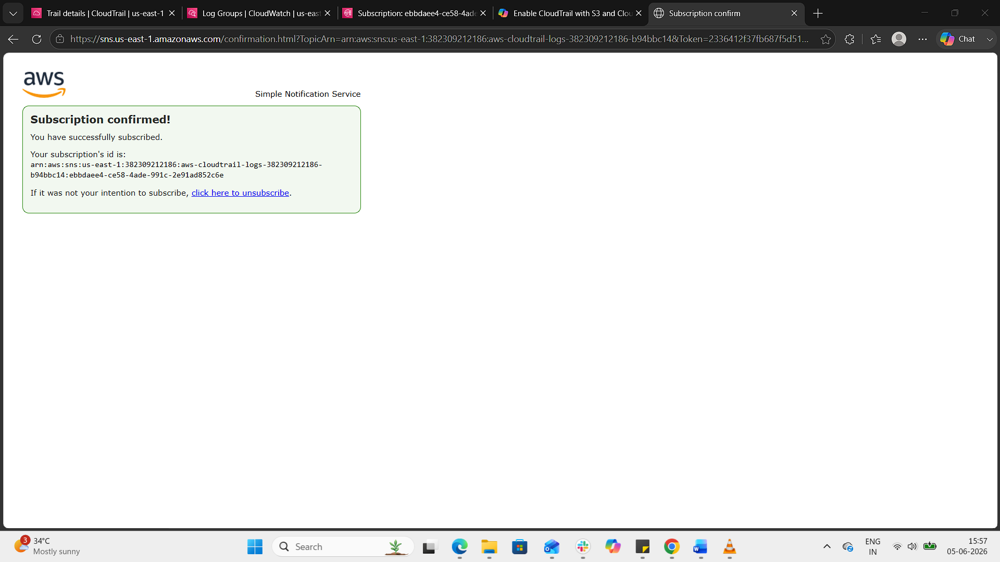 Trail details | CloudTrail | us-east-1
Log Groups | CloudWatch | us-east
Subscription: ebbdaee4-ce58-4ade
Enable CloudTrail with S3 and Clou
Subscription confirm
https://sns.us-east-1.amazonaws.com/confirmation.html?TopicArn=arn:aws:sns:us-east-1:382309212186:aws-cloudtrail-logs-382309212186-b94bbc14&Token=2336412f37fb687f5d51...
Chat
aws
Simple Notification Service
Subscription confirmed!
You have successfully subscribed.
Your subscription's id is:
arn:aws:sns:us-east-1:382309212186:aws-cloudtrail-logs-382309212186-
b94bbc14:ebbdaee4-ce58-4ade-991c-2e91ad852c6e
If it was not your intention to subscribe, click here to unsubscribe.
3
34°C
Mostly sunny
Search
ENG
IN
15:57
05-06-2026